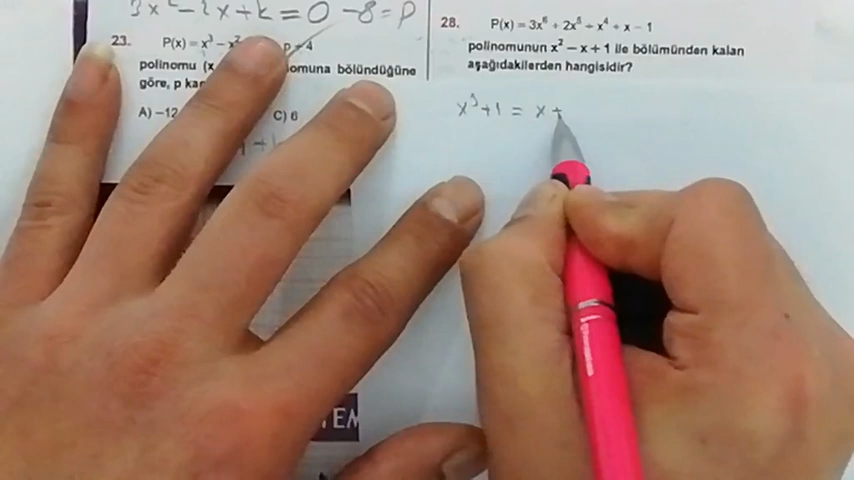 3x² - 2x + k = 0 - 8 = P
23. P(x) = x³ - x² p - 4
polinomu (x omuna bölündüğüne
göre, p
A) -12 C) 6
28. P(x) = 3x⁶ + 2x⁵ + x⁴ + x - 1
polinomunun x² - x + 1 ile bölümünden kalan
aşağıdakilerden hangisidir?
x³ + 1 = x +